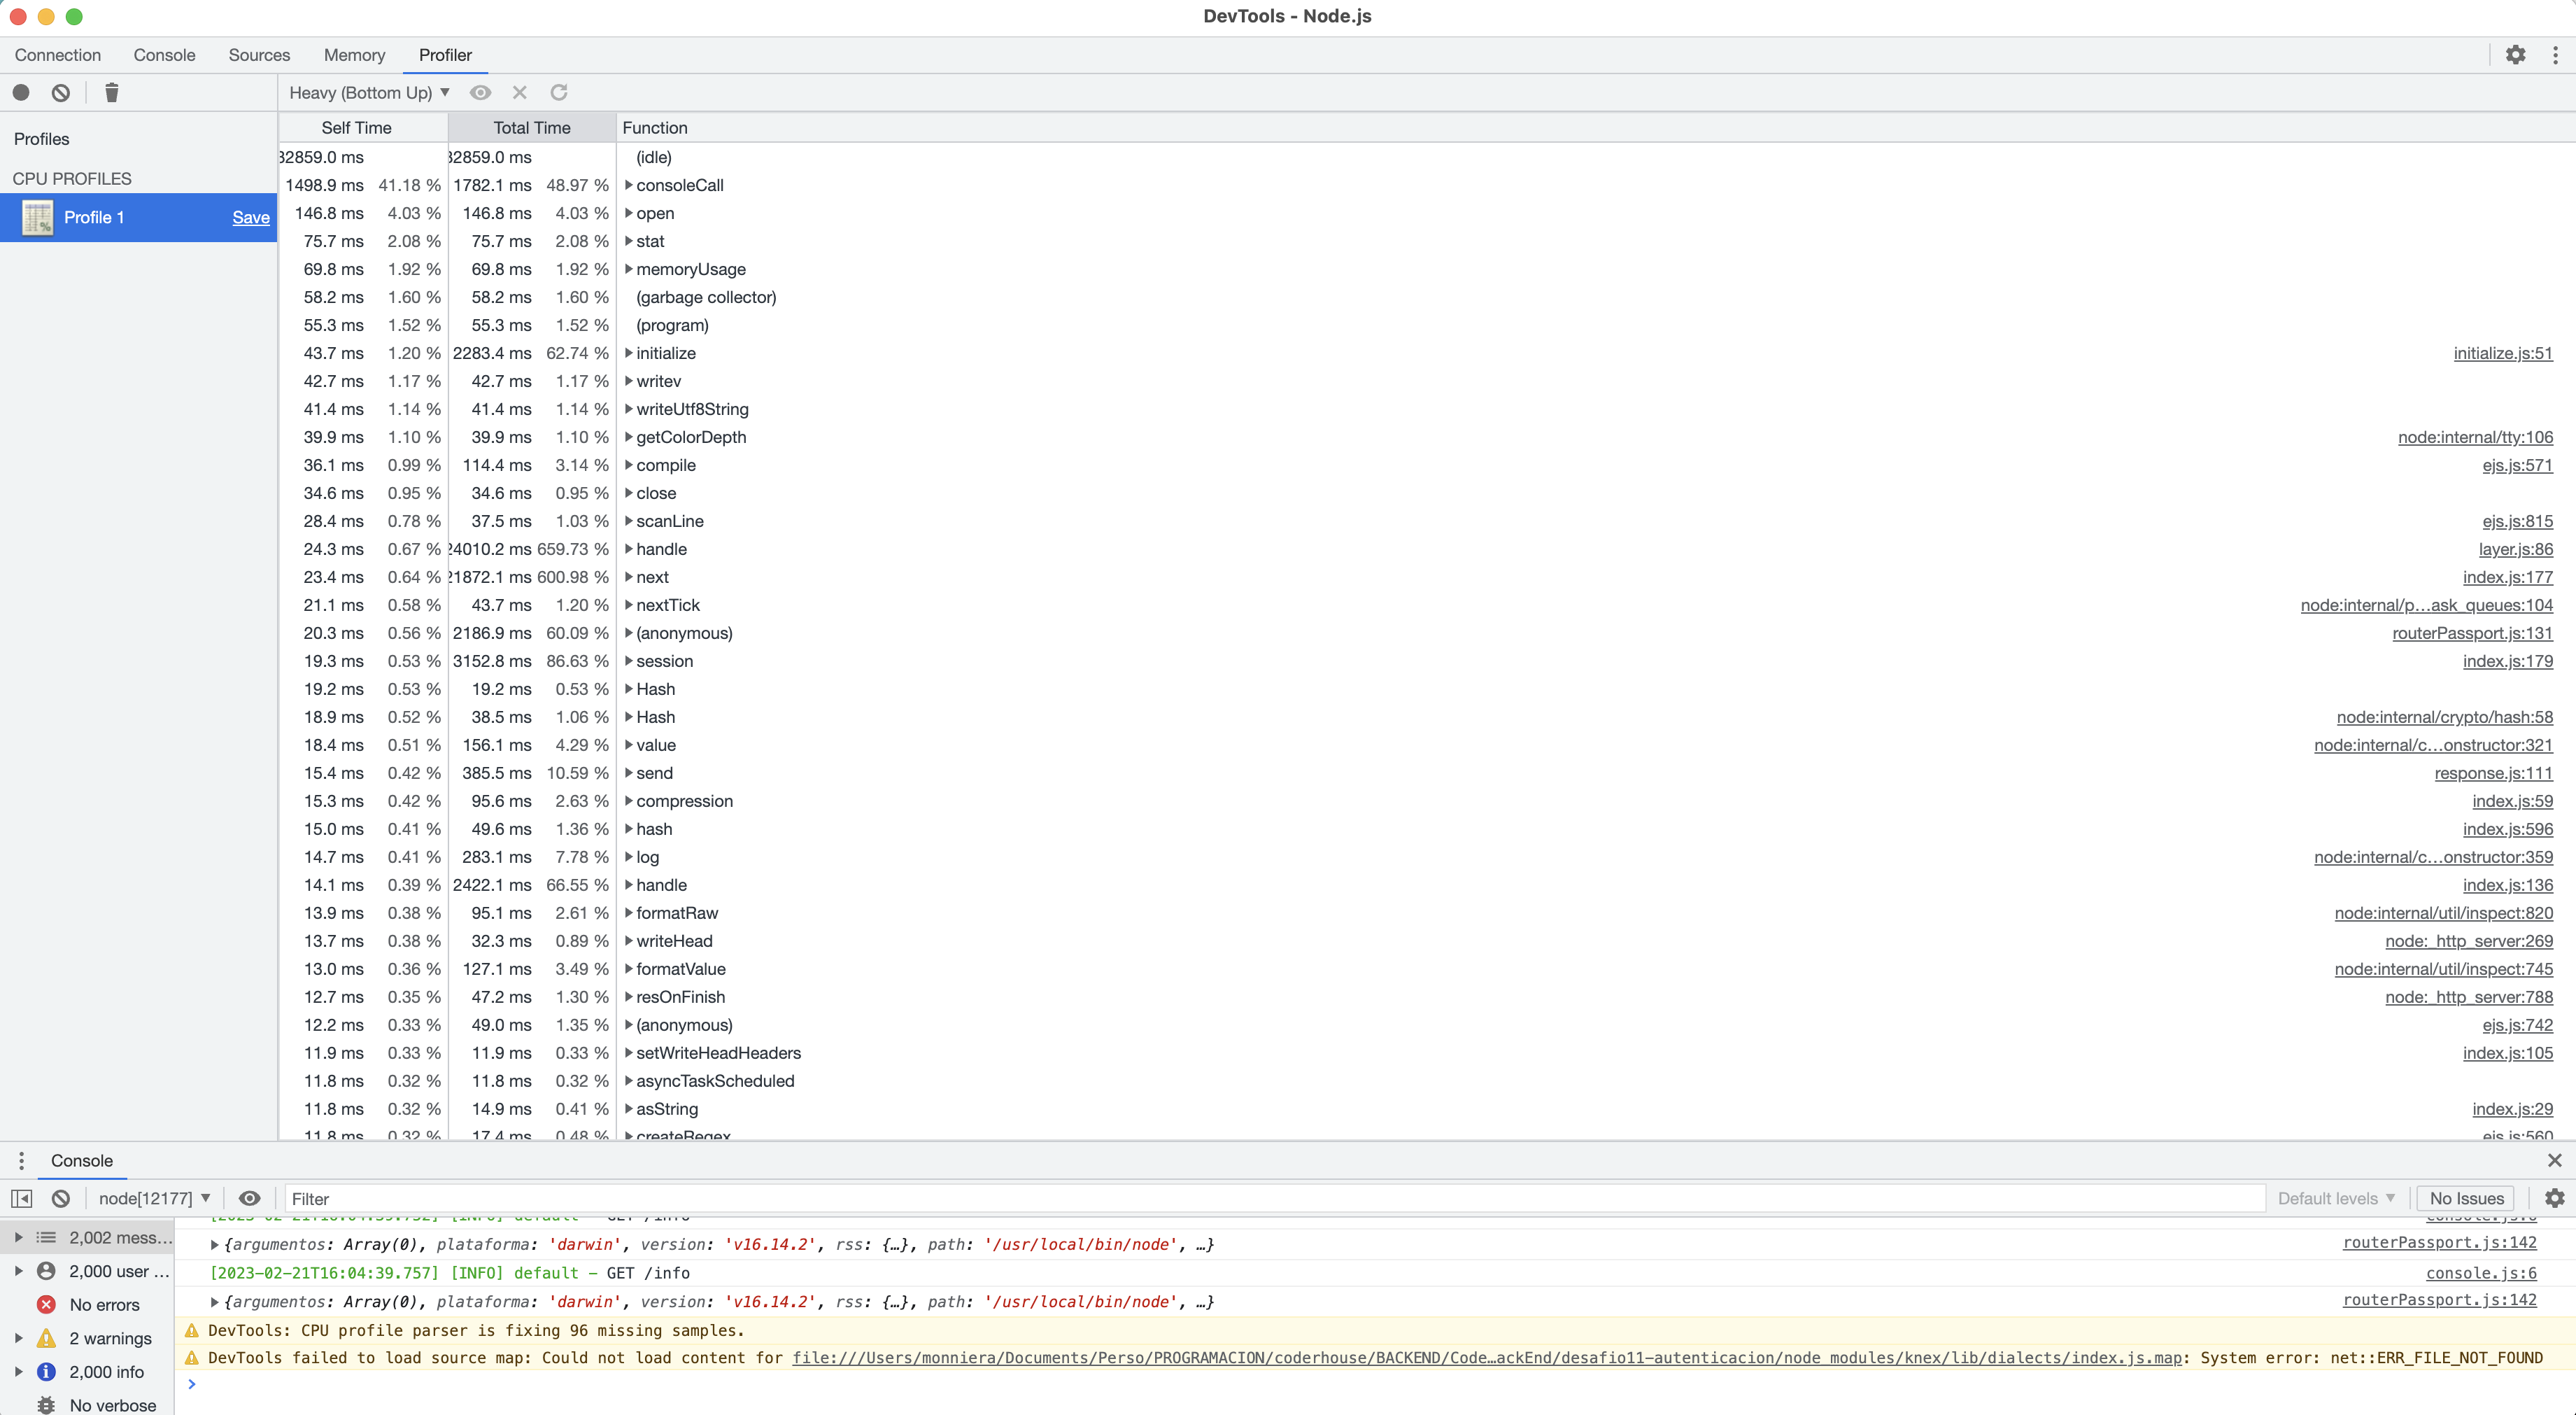 DevTools - Node.js
Connection Console Sources Memory Profiler
Heavy (Bottom Up) ▼
Profiles
CPU PROFILES
Profile 1 Save
Self Time Total Time Function
32859.0 ms 32859.0 ms (idle)
1498.9 ms 41.18 % 1782.1 ms 48.97 % consoleCall
146.8 ms 4.03 % 146.8 ms 4.03 % open
75.7 ms 2.08 % 75.7 ms 2.08 % stat
69.8 ms 1.92 % 69.8 ms 1.92 % memoryUsage
58.2 ms 1.60 % 58.2 ms 1.60 % (garbage collector)
55.3 ms 1.52 % 55.3 ms 1.52 % (program)
43.7 ms 1.20 % 2283.4 ms 62.74 % initialize initialize.js:51
42.7 ms 1.17 % 42.7 ms 1.17 % writev
41.4 ms 1.14 % 41.4 ms 1.14 % writeUtf8String
39.9 ms 1.10 % 39.9 ms 1.10 % getColorDepth node:internal/tty:106
36.1 ms 0.99 % 114.4 ms 3.14 % compile ejs.js:571
34.6 ms 0.95 % 34.6 ms 0.95 % close
28.4 ms 0.78 % 37.5 ms 1.03 % scanLine ejs.js:815
24.3 ms 0.67 % 24010.2 ms 659.73 % handle layer.js:86
23.4 ms 0.64 % 21872.1 ms 600.98 % next index.js:177
21.1 ms 0.58 % 43.7 ms 1.20 % nextTick node:internal/p…ask_queues:104
20.3 ms 0.56 % 2186.9 ms 60.09 % (anonymous) routerPassport.js:131
19.3 ms 0.53 % 3152.8 ms 86.63 % session index.js:179
19.2 ms 0.53 % 19.2 ms 0.53 % Hash
18.9 ms 0.52 % 38.5 ms 1.06 % Hash node:internal/crypto/hash:58
18.4 ms 0.51 % 156.1 ms 4.29 % value node:internal/c…onstructor:321
15.4 ms 0.42 % 385.5 ms 10.59 % send response.js:111
15.3 ms 0.42 % 95.6 ms 2.63 % compression index.js:59
15.0 ms 0.41 % 49.6 ms 1.36 % hash index.js:596
14.7 ms 0.41 % 283.1 ms 7.78 % log node:internal/c…onstructor:359
14.1 ms 0.39 % 2422.1 ms 66.55 % handle index.js:136
13.9 ms 0.38 % 95.1 ms 2.61 % formatRaw node:internal/util/inspect:820
13.7 ms 0.38 % 32.3 ms 0.89 % writeHead node:_http_server:269
13.0 ms 0.36 % 127.1 ms 3.49 % formatValue node:internal/util/inspect:745
12.7 ms 0.35 % 47.2 ms 1.30 % resOnFinish node:_http_server:788
12.2 ms 0.33 % 49.0 ms 1.35 % (anonymous) ejs.js:742
11.9 ms 0.33 % 11.9 ms 0.33 % setWriteHeadHeaders index.js:105
11.8 ms 0.32 % 11.8 ms 0.32 % asyncTaskScheduled
11.8 ms 0.32 % 14.9 ms 0.41 % asString index.js:29
11.8 ms 0.32 % 17.4 ms 0.48 % createRegex ejs.js:560
Console
node[12177] ▼ Filter Default levels ▼ No Issues
[2023-02-21T16:04:39.752] [INFO] default - GET /info console.js:6
2,002 mess…
{argumentos: Array(0), plataforma: 'darwin', version: 'v16.14.2', rss: {…}, path: '/usr/local/bin/node', …} routerPassport.js:142
2,000 user …
[2023-02-21T16:04:39.757] [INFO] default - GET /info console.js:6
No errors
{argumentos: Array(0), plataforma: 'darwin', version: 'v16.14.2', rss: {…}, path: '/usr/local/bin/node', …} routerPassport.js:142
2 warnings
DevTools: CPU profile parser is fixing 96 missing samples.
DevTools failed to load source map: Could not load content for file:///Users/monniera/Documents/Perso/PROGRAMACION/coderhouse/BACKEND/Code…ackEnd/desafio11-autenticacion/node_modules/knex/lib/dialects/index.js.map: System error: net::ERR_FILE_NOT_FOUND
2,000 info
No verbose